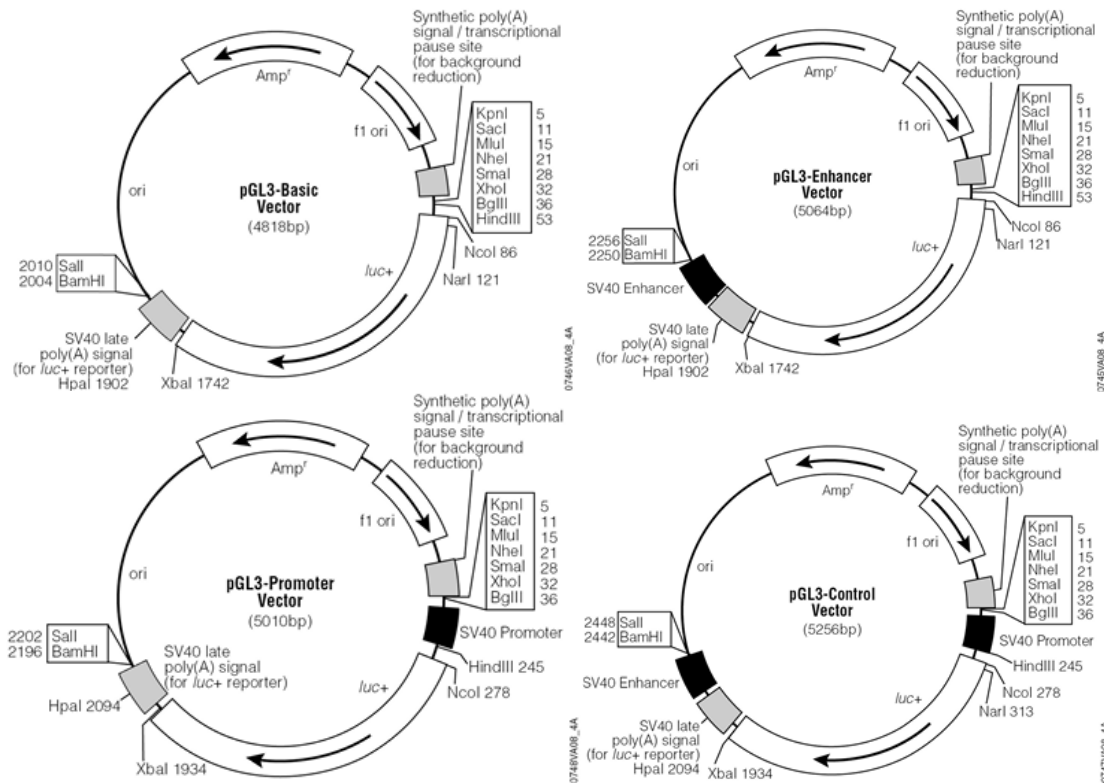 Synthetic poly(A)
signal / transcriptional
pause site
(for background
reduction)
Ampʳ
f1 ori
KpnI 5
SacI 11
MluI 15
NheI 21
SmaI 28
XhoI 32
BglII 36
HindIII 53
ori
pGL3-Basic
Vector
(4818bp)
NcoI 86
NarI 121
luc+
2010 SalI
2004 BamHI
SV40 late
poly(A) signal
(for luc+ reporter)
HpaI 1902
XbaI 1742
0746VA08_4A
Synthetic poly(A)
signal / transcriptional
pause site
(for background
reduction)
Ampʳ
f1 ori
KpnI 5
SacI 11
MluI 15
NheI 21
SmaI 28
XhoI 32
BglII 36
HindIII 53
ori
pGL3-Enhancer
Vector
(5064bp)
NcoI 86
NarI 121
luc+
2256 SalI
2250 BamHI
SV40 Enhancer
SV40 late
poly(A) signal
(for luc+ reporter)
HpaI 1902
XbaI 1742
0745VA08_4A
Synthetic poly(A)
signal / transcriptional
pause site
(for background
reduction)
Ampʳ
f1 ori
KpnI 5
SacI 11
MluI 15
NheI 21
SmaI 28
XhoI 32
BglII 36
ori
pGL3-Promoter
Vector
(5010bp)
SV40 Promoter
HindIII 245
NcoI 278
luc+
2202 SalI
2196 BamHI
SV40 late
poly(A) signal
(for luc+ reporter)
HpaI 2094
XbaI 1934
0748VA08_4A
Synthetic poly(A)
signal / transcriptional
pause site
(for background
reduction)
Ampʳ
f1 ori
KpnI 5
SacI 11
MluI 15
NheI 21
SmaI 28
XhoI 32
BglII 36
ori
pGL3-Control
Vector
(5256bp)
SV40 Promoter
HindIII 245
NcoI 278
NarI 313
luc+
2448 SalI
2442 BamHI
SV40 Enhancer
SV40 late
poly(A) signal
(for luc+ reporter)
HpaI 2094
XbaI 1934